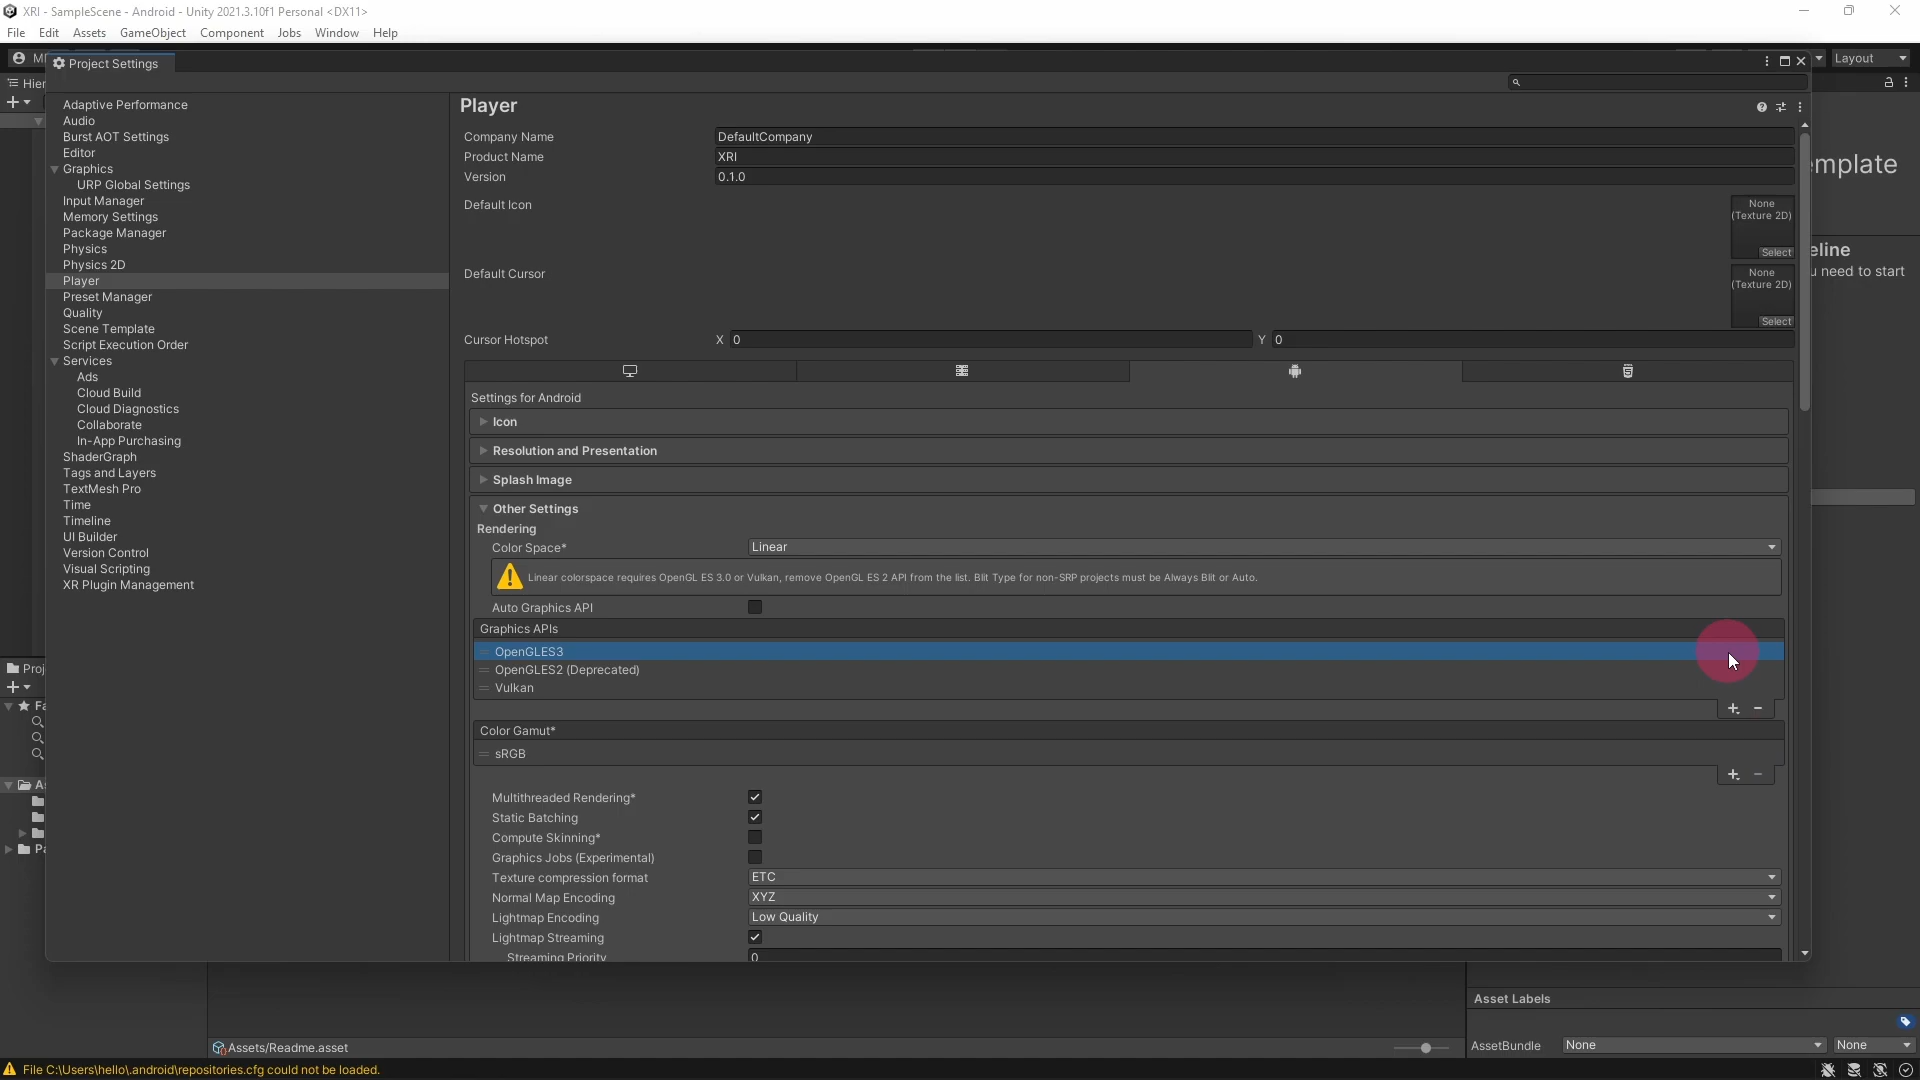 XRI - SampleScene - Android - Unity 2021.3.10f1 Personal <DX11>
File Edit Assets GameObject Component Jobs Window Help
Project Settings
Layout
Adaptive Performance
Audio
Burst AOT Settings
Editor
Graphics
URP Global Settings
Input Manager
Memory Settings
Package Manager
Physics
Physics 2D
Player
Preset Manager
Quality
Scene Template
Script Execution Order
Services
Ads
Cloud Build
Cloud Diagnostics
Collaborate
In-App Purchasing
ShaderGraph
Tags and Layers
TextMesh Pro
Time
Timeline
UI Builder
Version Control
Visual Scripting
XR Plugin Management
Player
Company Name DefaultCompany
Product Name XRI
Version 0.1.0
Default Icon
None
(Texture 2D)
Select
Default Cursor
None
(Texture 2D)
Select
Cursor Hotspot X 0 Y 0
Settings for Android
Icon
Resolution and Presentation
Splash Image
Other Settings
Rendering
Color Space* Linear
Linear colorspace requires OpenGL ES 3.0 or Vulkan, remove OpenGL ES 2 API from the list. Blit Type for non-SRP projects must be Always Blit or Auto.
Auto Graphics API
Graphics APIs
OpenGLES3
OpenGLES2 (Deprecated)
Vulkan
Color Gamut*
sRGB
Multithreaded Rendering*
Static Batching
Compute Skinning*
Graphics Jobs (Experimental)
Texture compression format ETC
Normal Map Encoding XYZ
Lightmap Encoding Low Quality
Lightmap Streaming
Streaming Priority 0
Hier
Proj
Fa
As
Pa
mplate
eline
u need to start
Assets/Readme.asset
Asset Labels
AssetBundle None None
File C:\Users\hello\.android\repositories.cfg could not be loaded.